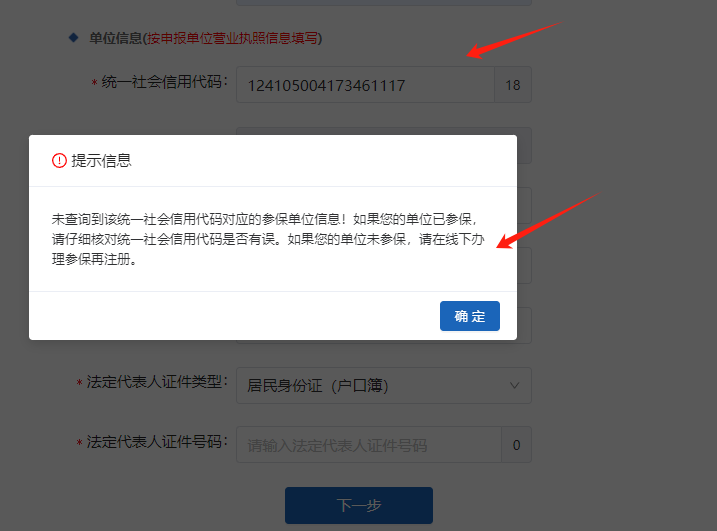 单位信息(按申报单位营业执照信息填写)
* 统一社会信用代码： 124105004173461117 18
提示信息
未查询到该统一社会信用代码对应的参保单位信息！如果您的单位已参保，
请仔细核对统一社会信用代码是否有误。如果您的单位未参保，请在线下办
理参保再注册。
确 定
* 法定代表人证件类型： 居民身份证（户口簿）
* 法定代表人证件号码： 请输入法定代表人证件号码 0
下一步